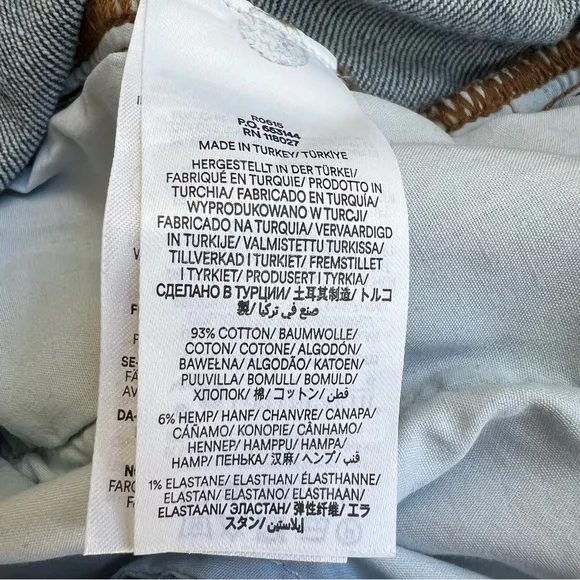 R0615
P.O. 653144
RN 118027
MADE IN TURKEY/ TÜRKİYE
HERGESTELLT IN DER TÜRKEI/
FABRIQUÉ EN TURQUIE/ PRODOTTO IN
TURCHIA/ FABRICADO EN TURQUÍA/
WYPRODUKOWANO W TURCJI/
FABRICADO NA TURQUIA/ VERVAARDIGD
IN TURKIJE/ VALMISTETTU TURKISSA/
TILLVERKAD I TURKIET/ FREMSTILLET
I TYRKIET/ PRODUSERT I TYRKIA/
СДЕЛАНО В ТУРЦИИ/ 土耳其制造/ トルコ
製/ صنع في تركيا
93% COTTON/ BAUMWOLLE/
COTON/ COTONE/ ALGODÓN/
BAWEŁNA/ ALGODÃO/ KATOEN/
PUUVILLA/ BOMULL/ BOMULD/
ХЛОПОК/ 棉/ コットン/ قطن
6% HEMP/ HANF/ CHANVRE/ CANAPA/
CÁÑAMO/ KONOPIE/ CÂNHAMO/
HENNEP/ HAMPPU/ HAMPA/
HAMP/ ПЕНЬКА/ 汉麻/ ヘンプ/ قنب
1% ELASTANE/ ELASTHAN/ ÉLASTHANNE/
ELASTAN/ ELASTANO/ ELASTHAAN/
ELASTAANI/ ЭЛАСТАН/ 弹性纤维/ エラ
スタン/ إيلاستين
SE-
DA-